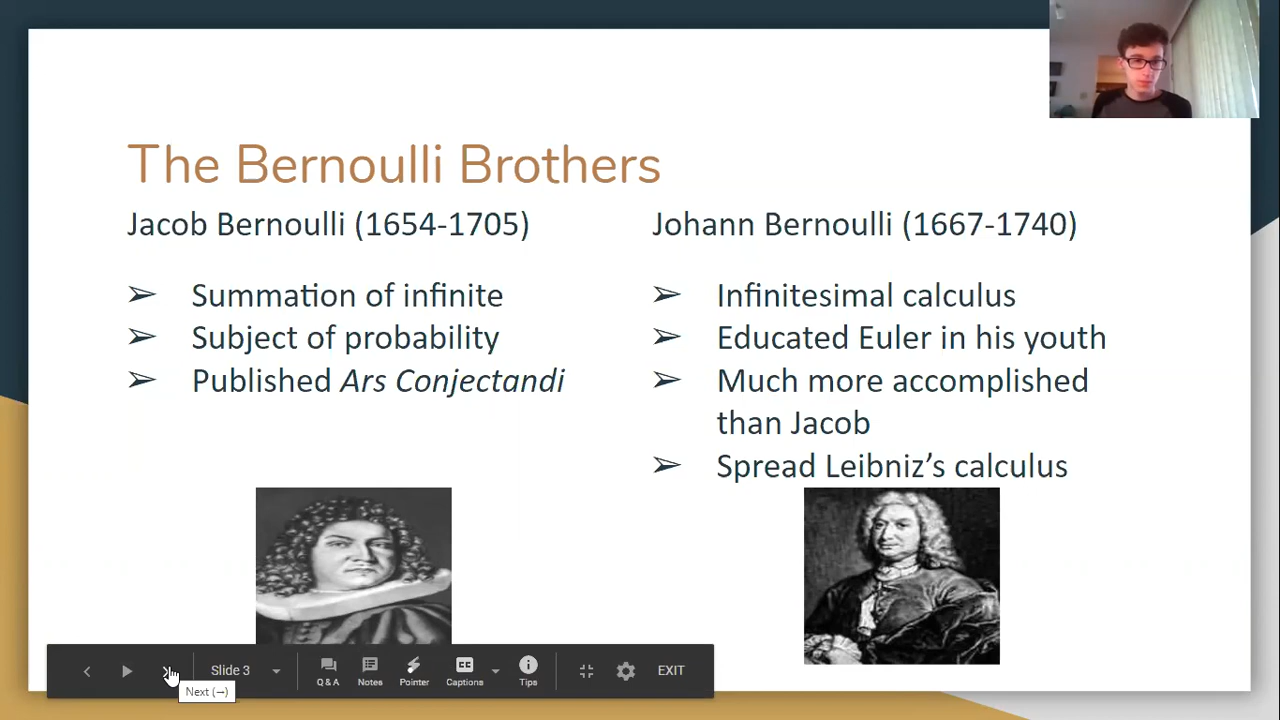 The Bernoulli Brothers
Jacob Bernoulli (1654-1705)
➢ Summation of infinite
➢ Subject of probability
➢ Published Ars Conjectandi
Johann Bernoulli (1667-1740)
➢ Infinitesimal calculus
➢ Educated Euler in his youth
➢ Much more accomplished
than Jacob
➢ Spread Leibniz’s calculus
Slide 3
Q & A
Notes
Pointer
CC
Captions
Tips
EXIT
Next (→)